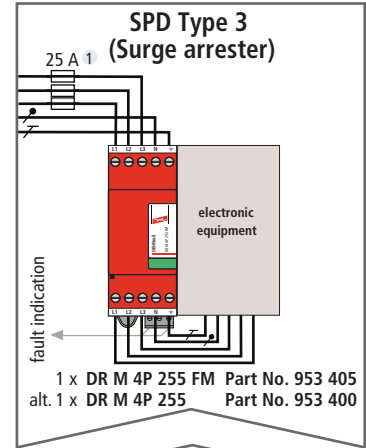 SPD Type 3
(Surge arrester)
25 A 1
L1 L2 L3 N
electronic
equipment
L1 L2 L3 N
fault indication
1 x DR M 4P 255 FM Part No. 953 405
alt. 1 x DR M 4P 255 Part No. 953 400